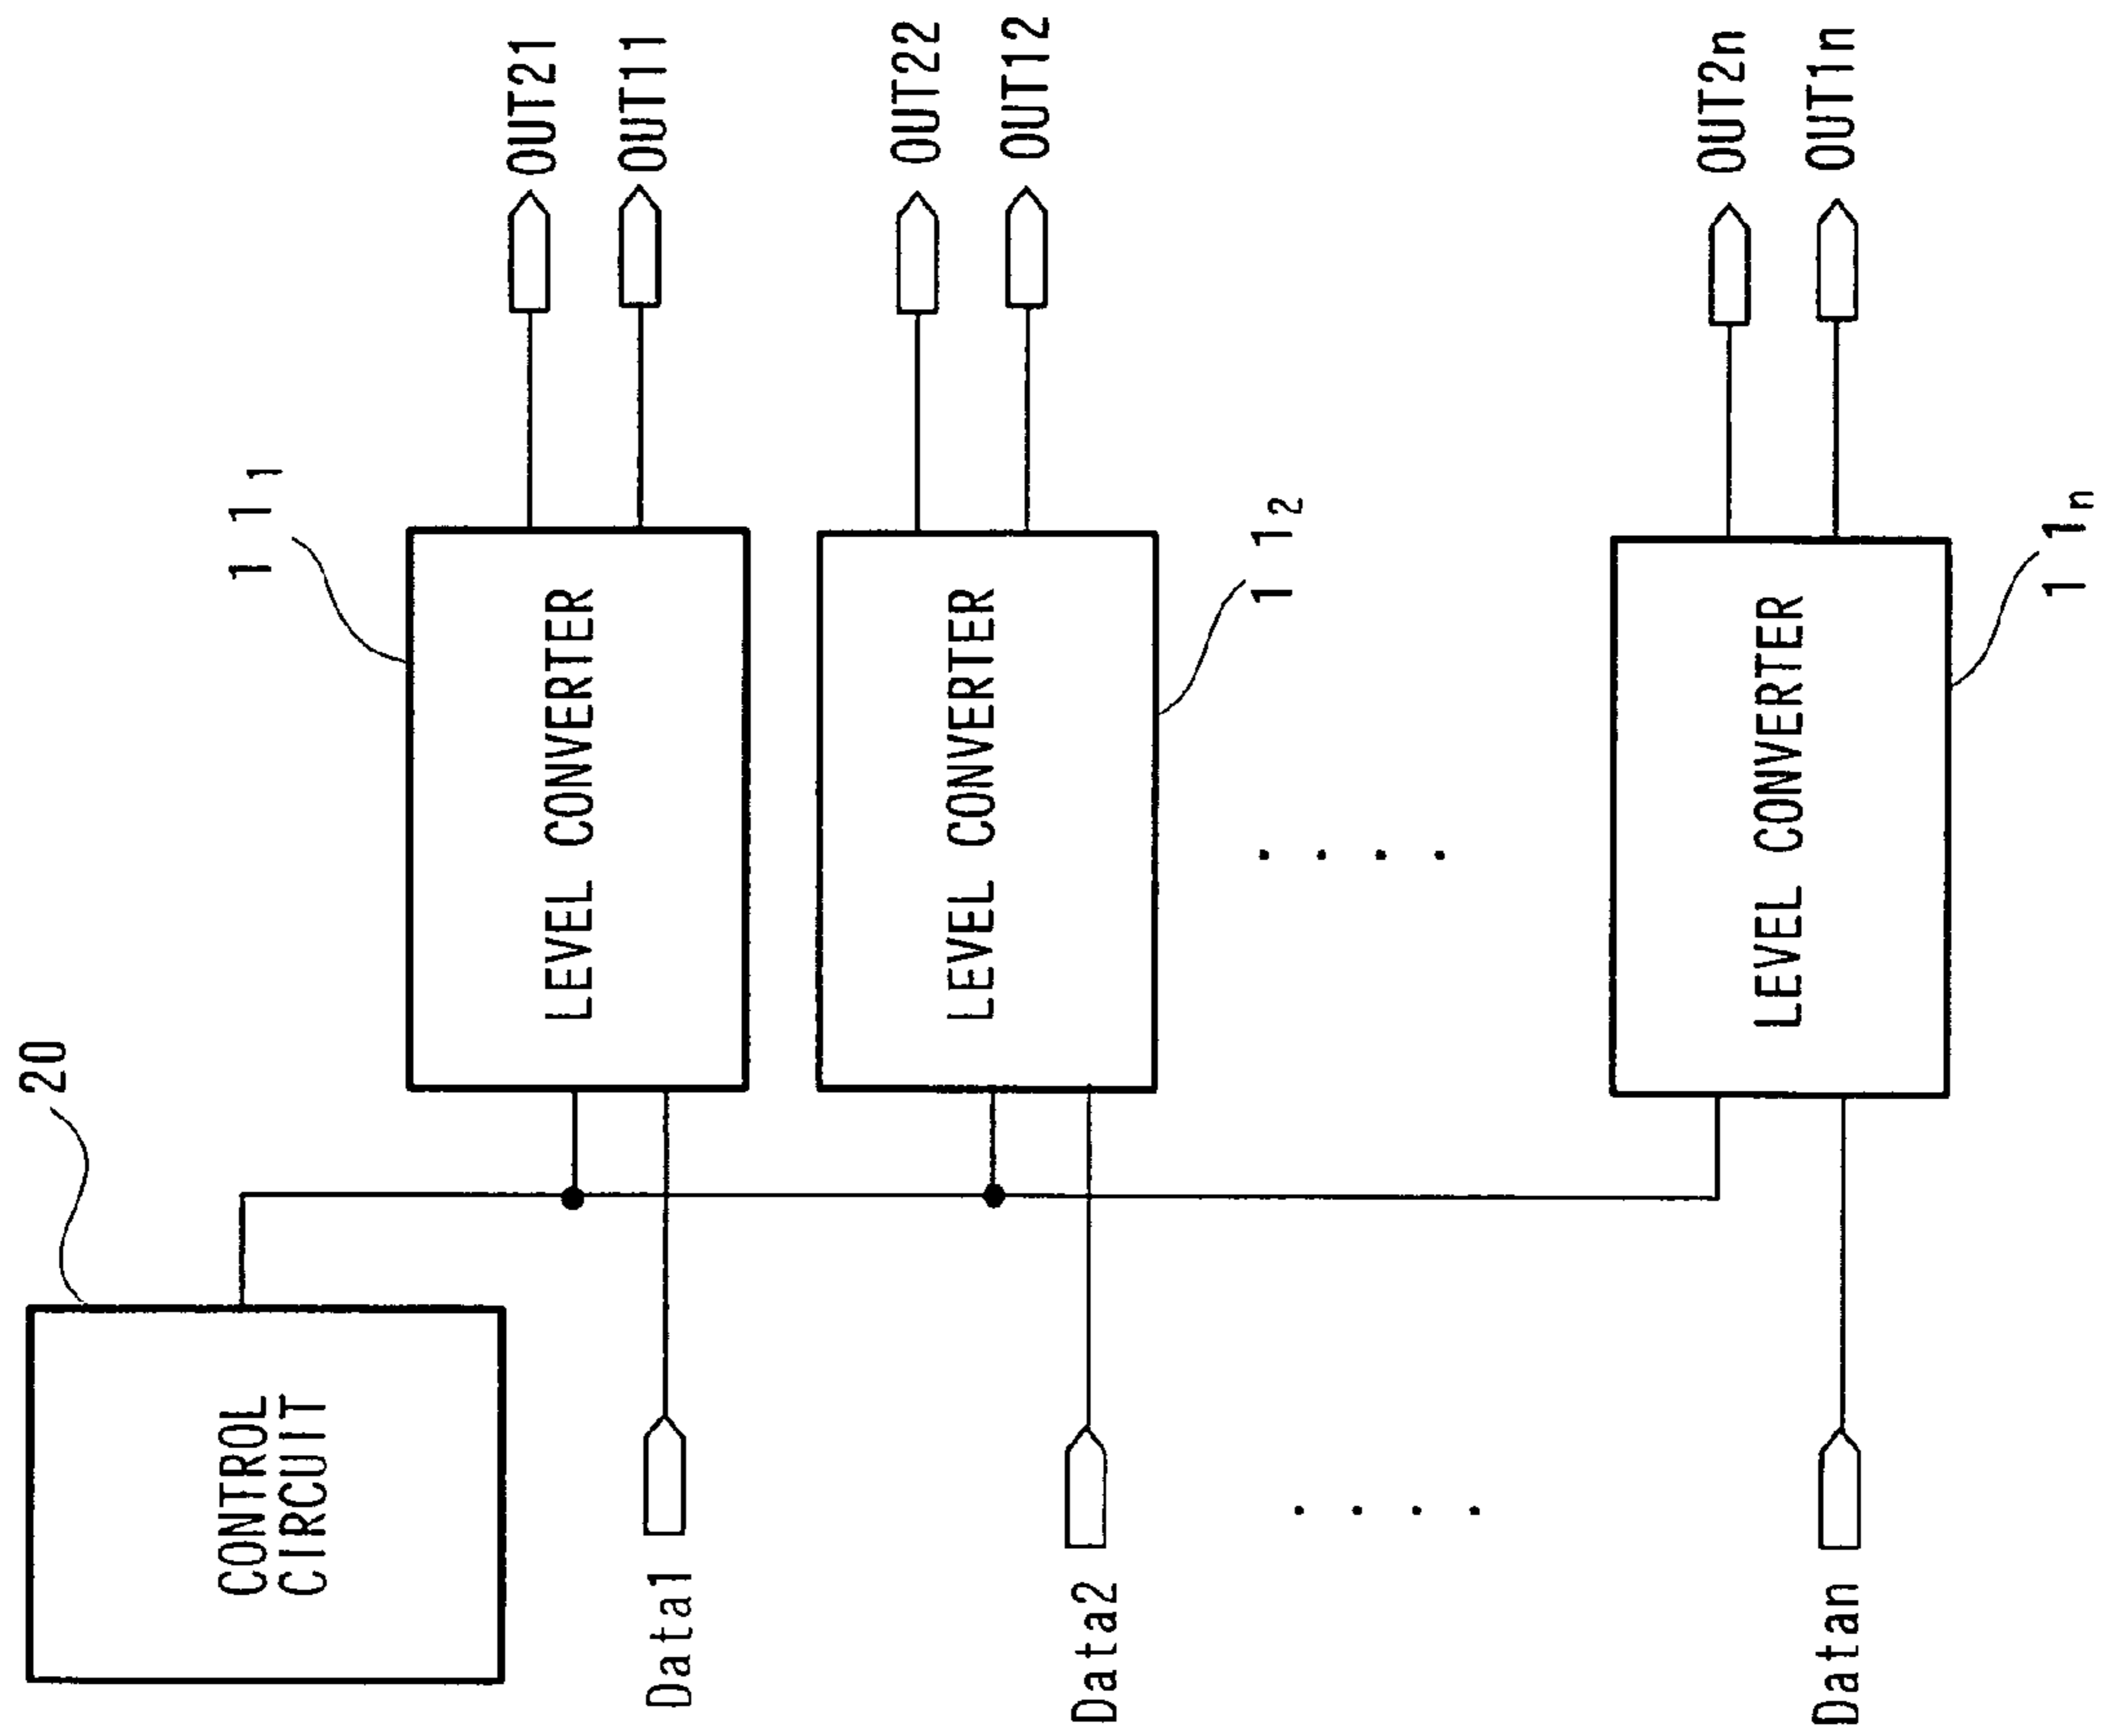 20
CONTROL
CIRCUIT
11₁
LEVEL CONVERTER
OUT21
OUT11
Data1
LEVEL CONVERTER
OUT22
OUT12
11₂
Data2
. . . .
. . . .
LEVEL CONVERTER
OUT2n
OUT1n
11ₙ
Datan